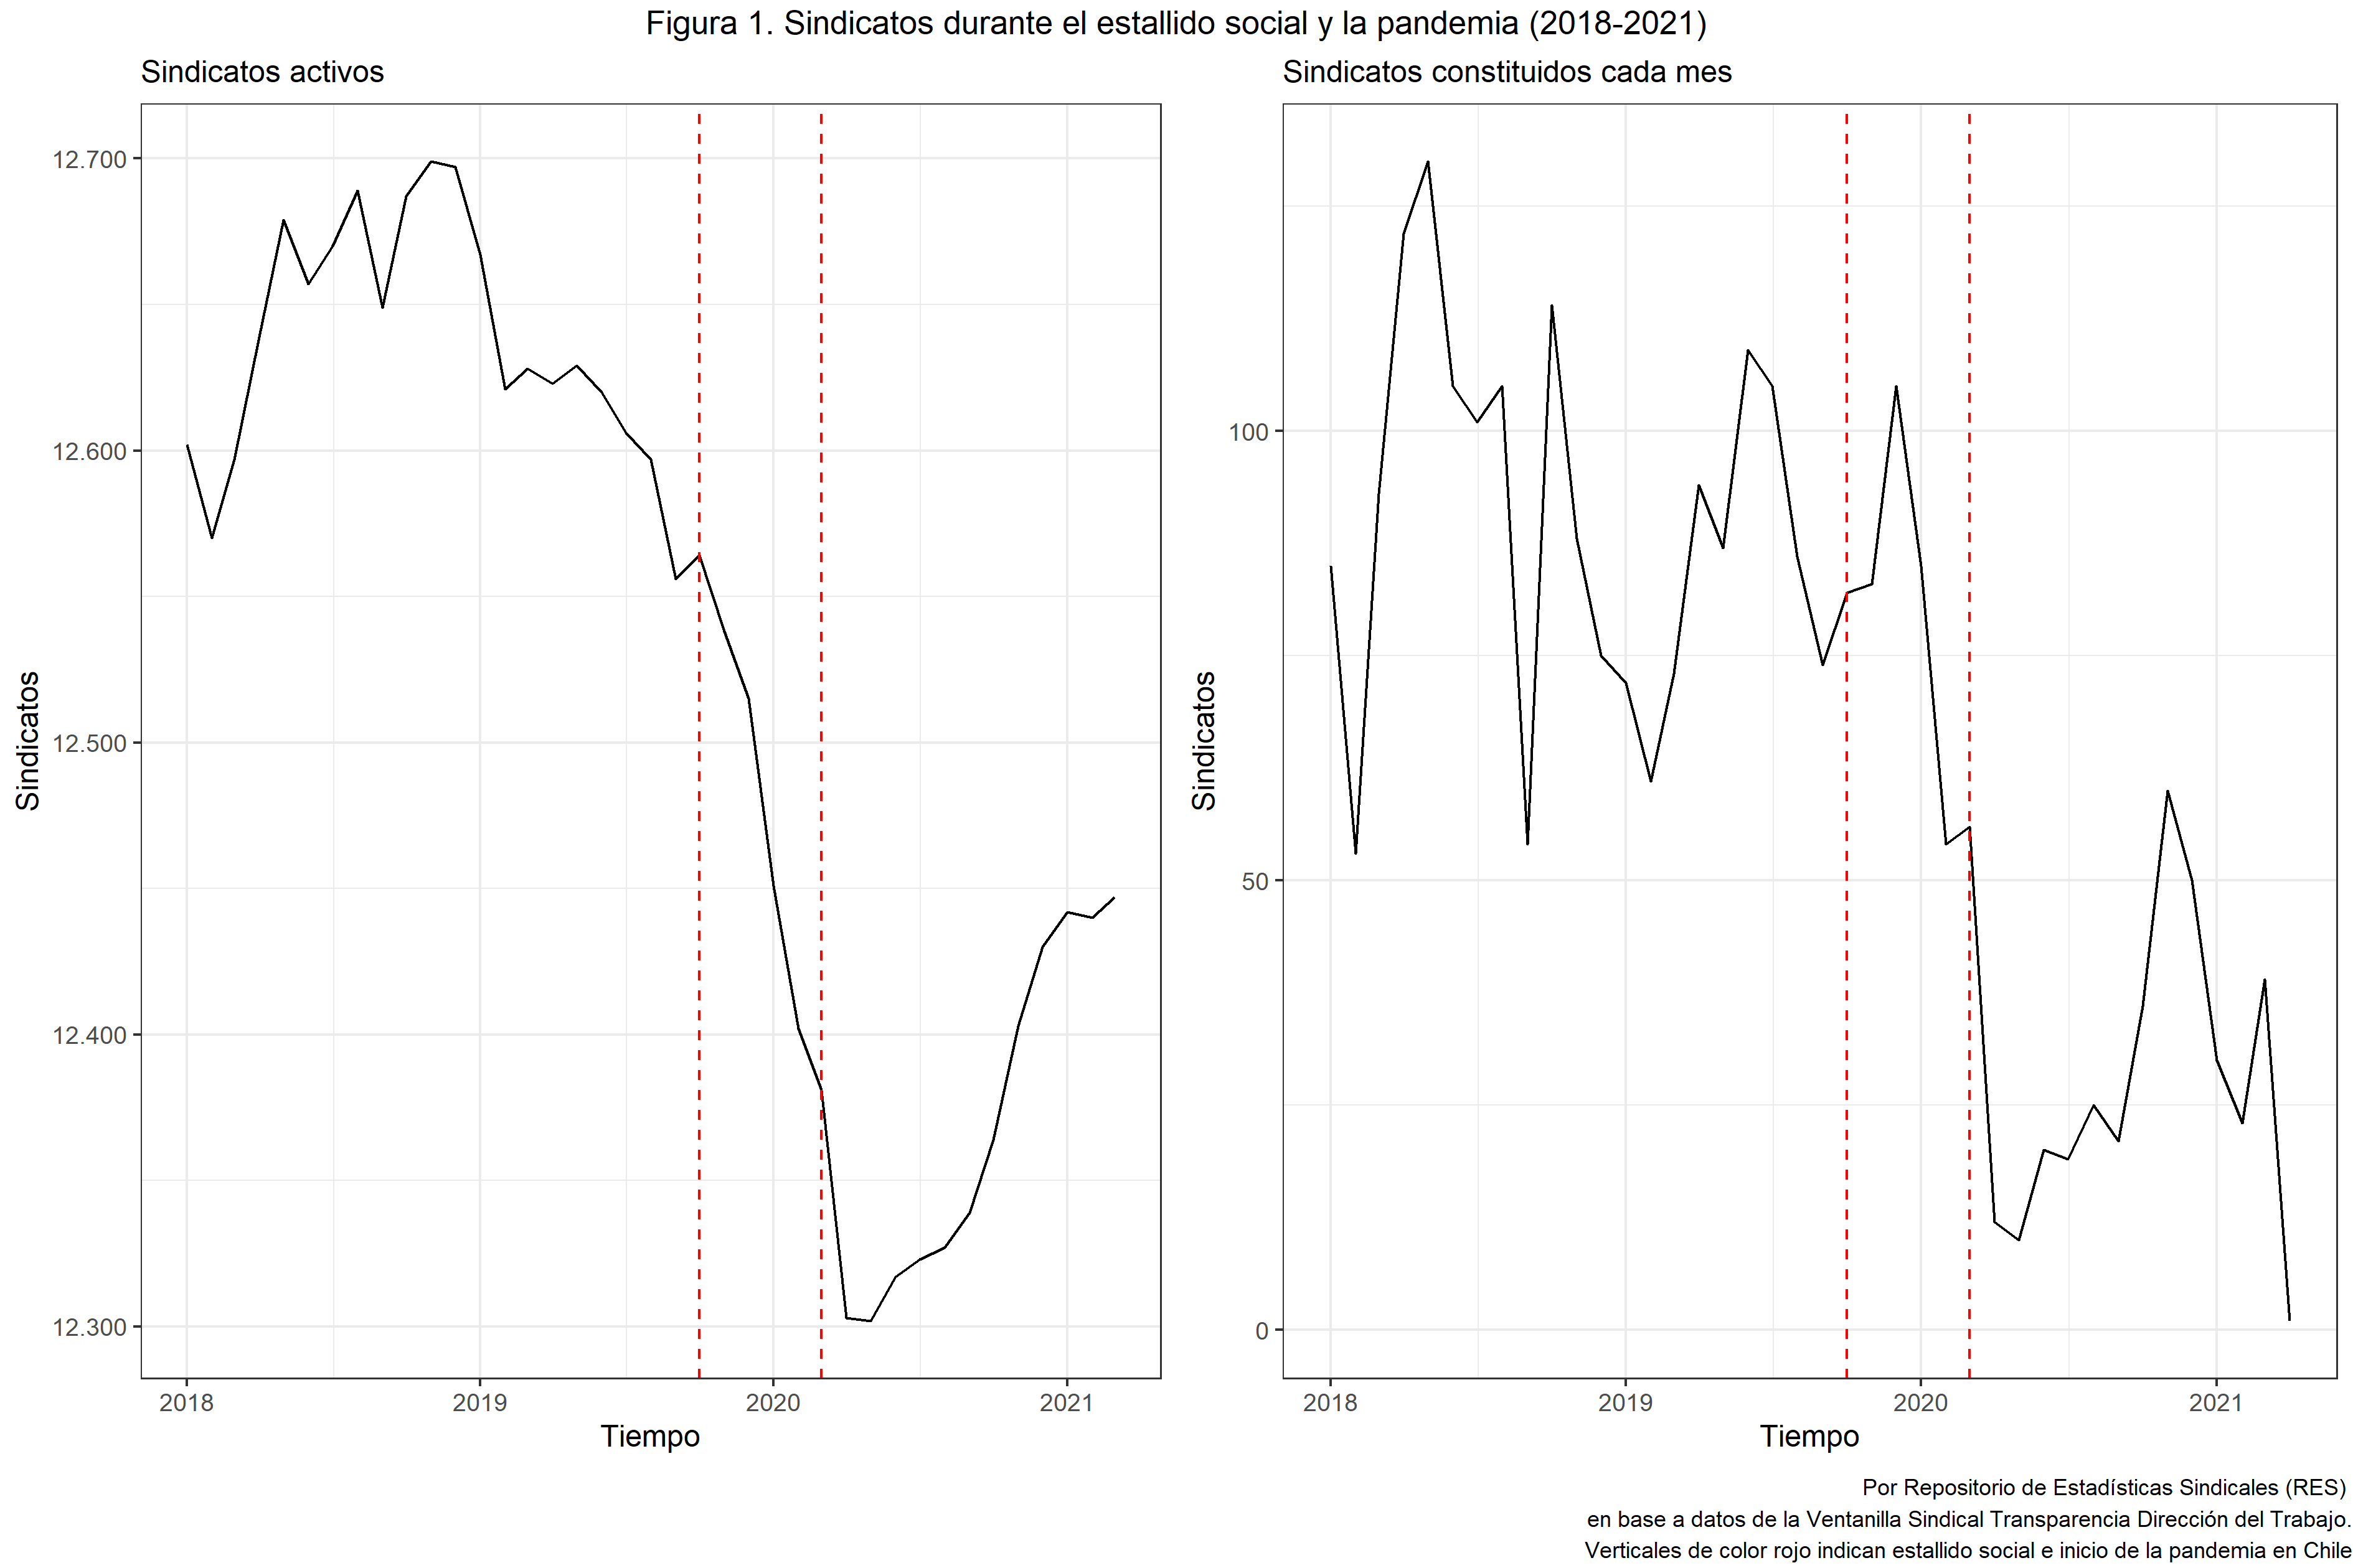 Figura 1. Sindicatos durante el estallido social y la pandemia (2018-2021)
Sindicatos activos
12.700
12.600
12.500
12.400
12.300
Sindicatos
2018 2019 2020 2021
Tiempo
Sindicatos constituidos cada mes
100
50
0
Sindicatos
2018 2019 2020 2021
Tiempo
Por Repositorio de Estadísticas Sindicales (RES)
en base a datos de la Ventanilla Sindical Transparencia Dirección del Trabajo.
Verticales de color rojo indican estallido social e inicio de la pandemia en Chile